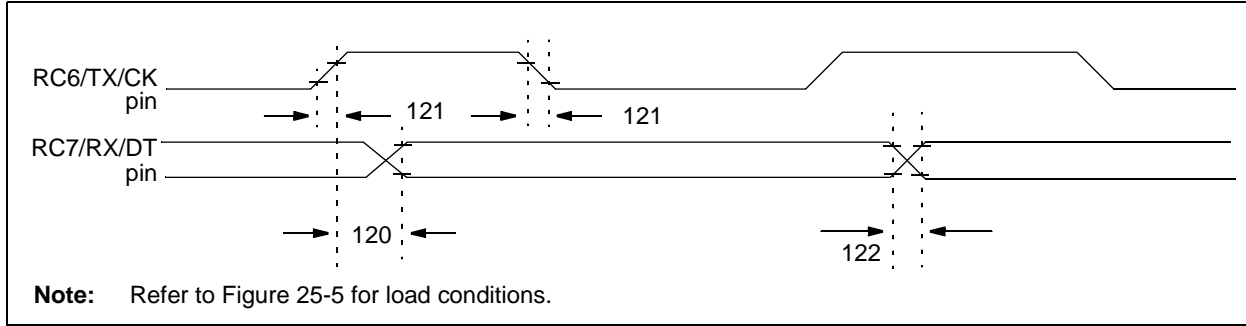 RC6/TX/CK
pin
121
121
RC7/RX/DT
pin
120
122
Note: Refer to Figure 25-5 for load conditions.